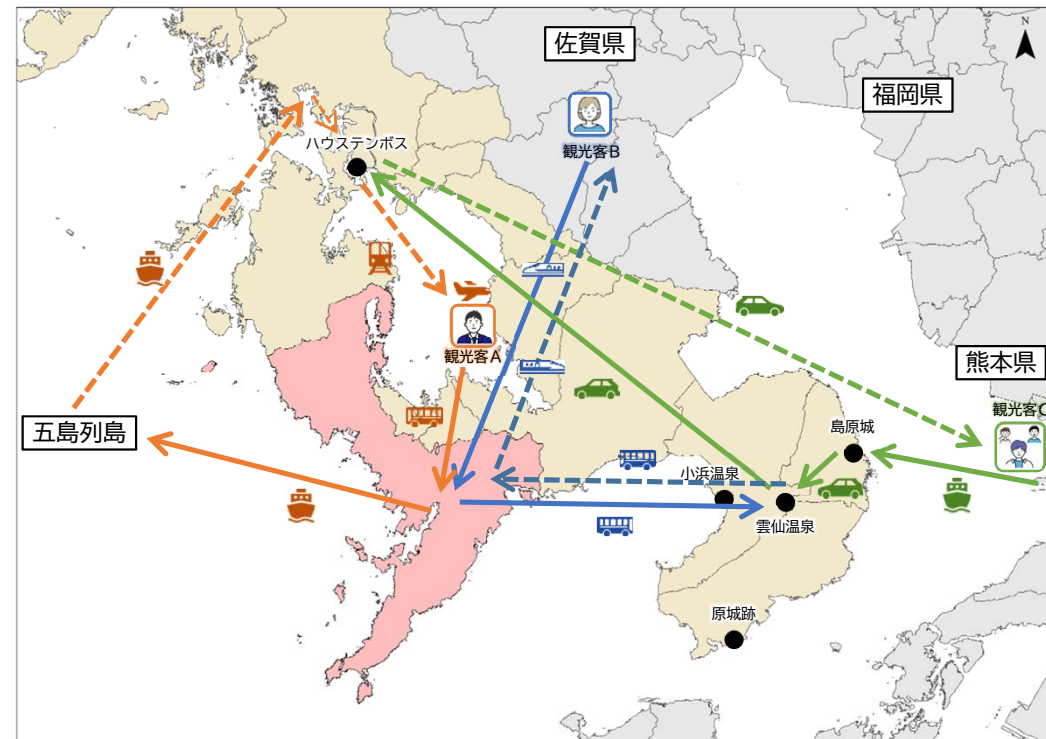 N
佐賀県
福岡県
ハウステンボス
観光客B
観光客A
熊本県
観光客C
五島列島
島原城
小浜温泉
雲仙温泉
原城跡